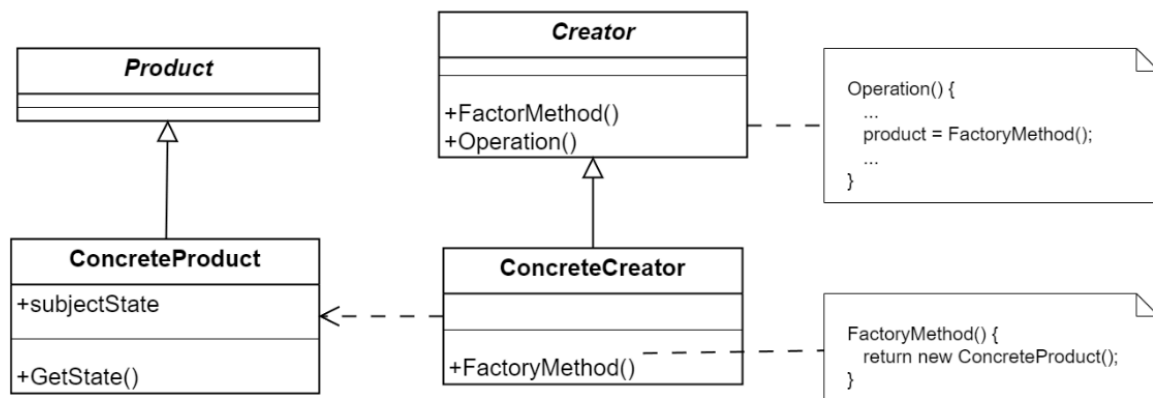 Product
Creator
+FactorMethod()
+Operation()
Operation() {
...
product = FactoryMethod();
...
}
ConcreteProduct
+subjectState
+GetState()
ConcreteCreator
+FactoryMethod()
FactoryMethod() {
return new ConcreteProduct();
}